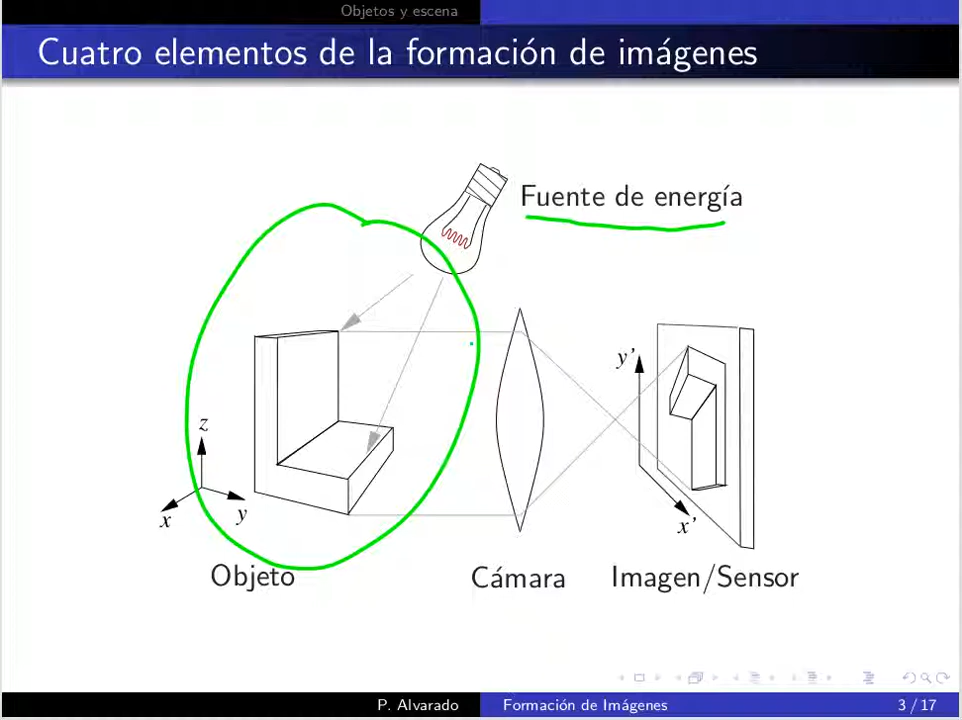 Objetos y escena
Cuatro elementos de la formación de imágenes
Fuente de energía
y'
z
x
y
x'
Objeto
Cámara
Imagen/Sensor
P. Alvarado
Formación de Imágenes
3 / 17